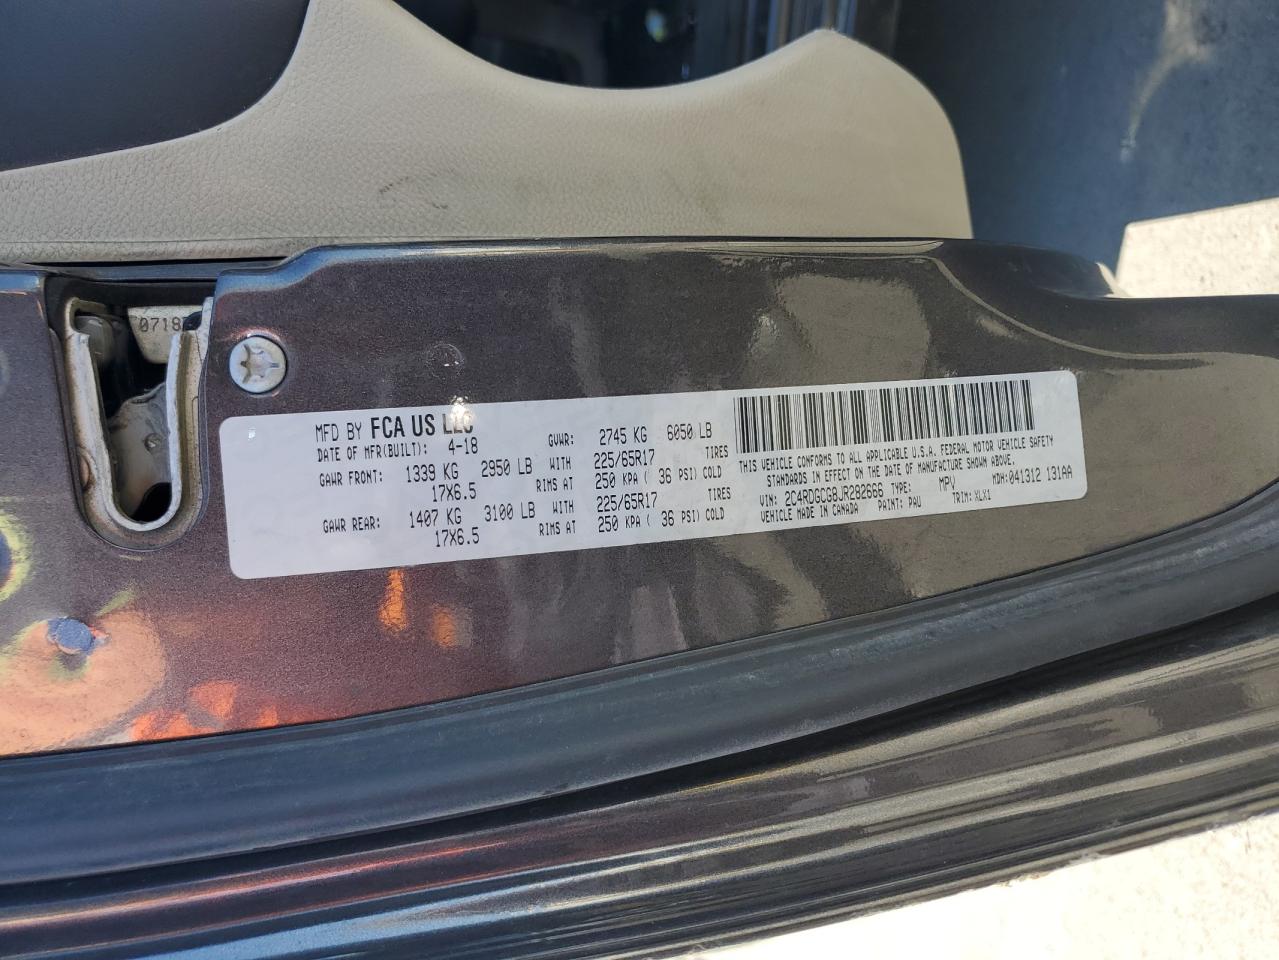 0718
MFD BY FCA US LLC
DATE OF MFR(BUILT): 4-18 GVWR: 2745 KG 6050 LB
GAWR FRONT: 1339 KG 2950 LB WITH 225/65R17 TIRES
17X6.5 RIMS AT 250 KPA ( 36 PSI) COLD
GAWR REAR: 1407 KG 3100 LB WITH 225/65R17 TIRES
17X6.5 RIMS AT 250 KPA ( 36 PSI) COLD
THIS VEHICLE CONFORMS TO ALL APPLICABLE U.S.A. FEDERAL MOTOR VEHICLE SAFETY
STANDARDS IN EFFECT ON THE DATE OF MANUFACTURE SHOWN ABOVE.
VIN: 2C4RDGCG8JR282666 TYPE: MPV MDH: 041312 131AA
VEHICLE MADE IN CANADA PAINT: PAU TRIM: XLX1